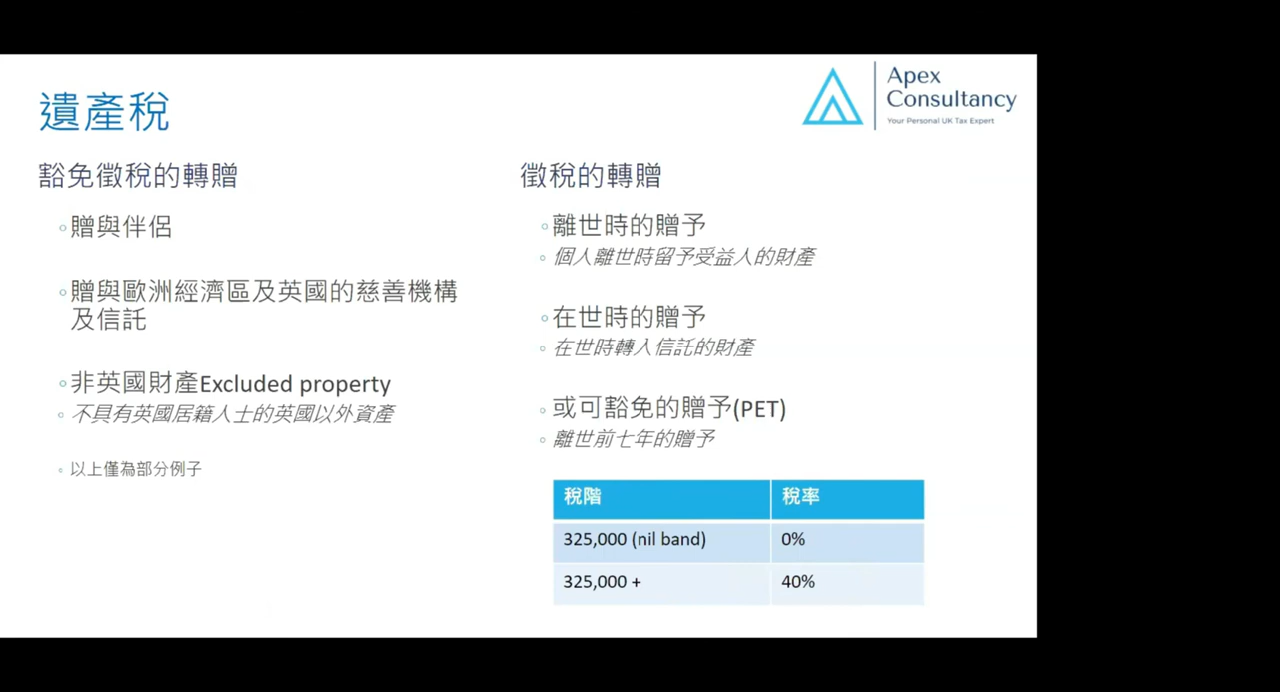 Apex
Consultancy
Your Personal UK Tax Expert
遺產稅
豁免徵稅的轉贈
贈與伴侶
贈與歐洲經濟區及英國的慈善機構
及信託
非英國財產Excluded property
不具有英國居籍人士的英國以外資產
以上僅為部分例子
徵稅的轉贈
離世時的贈予
個人離世時留予受益人的財產
在世時的贈予
在世時轉入信託的財產
或可豁免的贈予(PET)
離世前七年的贈予
稅階 稅率
325,000 (nil band) 0%
325,000 + 40%